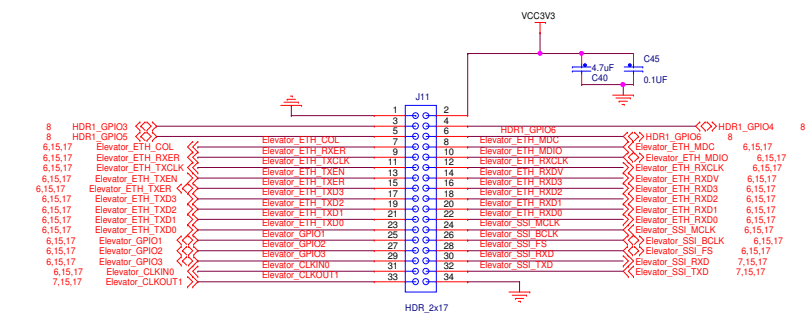 VCC3V3
C45
4.7uF
C40
0.1UF
J11
1 2
3 4
5 6
7 8
9 10
11 12
13 14
15 16
17 18
19 20
21 22
23 24
25 26
27 28
29 30
31 32
33 34
8 HDR1_GPIO3 HDR1_GPIO4 8
8 HDR1_GPIO5 HDR1_GPIO6 HDR1_GPIO6 8
6,15,17 Elevator_ETH_COL Elevator_ETH_COL Elevator_ETH_MDC Elevator_ETH_MDC 6,15,17
6,15,17 Elevator_ETH_RXER Elevator_ETH_RXER Elevator_ETH_MDIO Elevator_ETH_MDIO 6,15,17
6,15,17 Elevator_ETH_TXCLK Elevator_ETH_TXCLK Elevator_ETH_RXCLK Elevator_ETH_RXCLK 6,15,17
6,15,17 Elevator_ETH_TXEN Elevator_ETH_TXEN Elevator_ETH_RXDV Elevator_ETH_RXDV 6,15,17
6,15,17 Elevator_ETH_TXER Elevator_ETH_TXER Elevator_ETH_RXD3 Elevator_ETH_RXD3 6,15,17
6,15,17 Elevator_ETH_TXD3 Elevator_ETH_TXD3 Elevator_ETH_RXD2 Elevator_ETH_RXD2 6,15,17
6,15,17 Elevator_ETH_TXD2 Elevator_ETH_TXD2 Elevator_ETH_RXD1 Elevator_ETH_RXD1 6,15,17
6,15,17 Elevator_ETH_TXD1 Elevator_ETH_TXD1 Elevator_ETH_RXD0 Elevator_ETH_RXD0 6,15,17
6,15,17 Elevator_ETH_TXD0 Elevator_ETH_TXD0 Elevator_SSI_MCLK Elevator_SSI_MCLK 6,15,17
6,15,17 Elevator_GPIO1 Elevator_GPIO1 Elevator_SSI_BCLK Elevator_SSI_BCLK 6,15,17
6,15,17 Elevator_GPIO2 Elevator_GPIO2 Elevator_SSI_FS Elevator_SSI_FS 6,15,17
6,15,17 Elevator_GPIO3 Elevator_GPIO3 Elevator_SSI_RXD Elevator_SSI_RXD 7,15,17
6,15,17 Elevator_CLKIN0 Elevator_CLKIN0 Elevator_SSI_TXD Elevator_SSI_TXD 7,15,17
7,15,17 Elevator_CLKOUT1 Elevator_CLKOUT1
HDR_2x17